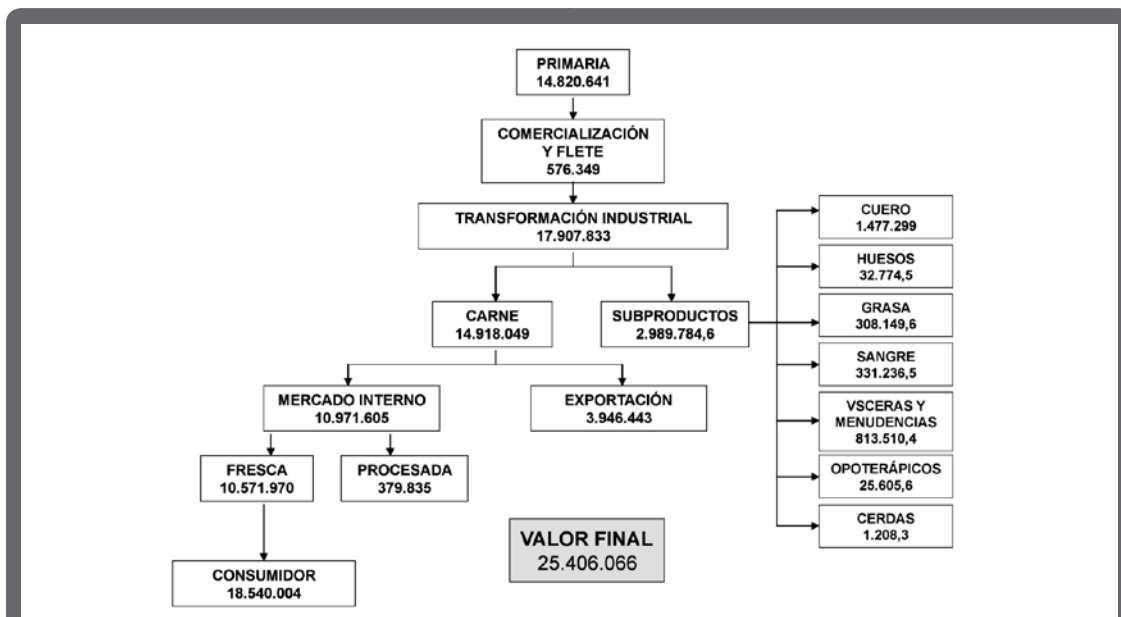 PRIMARIA
14.820.641
COMERCIALIZACIÓN
Y FLETE
576.349
TRANSFORMACIÓN INDUSTRIAL
17.907.833
CARNE
14.918.049
SUBPRODUCTOS
2.989.784,6
CUERO
1.477.299
HUESOS
32.774,5
GRASA
308.149,6
SANGRE
331.236,5
VSCERAS Y
MENUDENCIAS
813.510,4
OPOTERÁPICOS
25.605,6
CERDAS
1.208,3
MERCADO INTERNO
10.971.605
EXPORTACIÓN
3.946.443
FRESCA
10.571.970
PROCESADA
379.835
CONSUMIDOR
18.540.004
VALOR FINAL
25.406.066